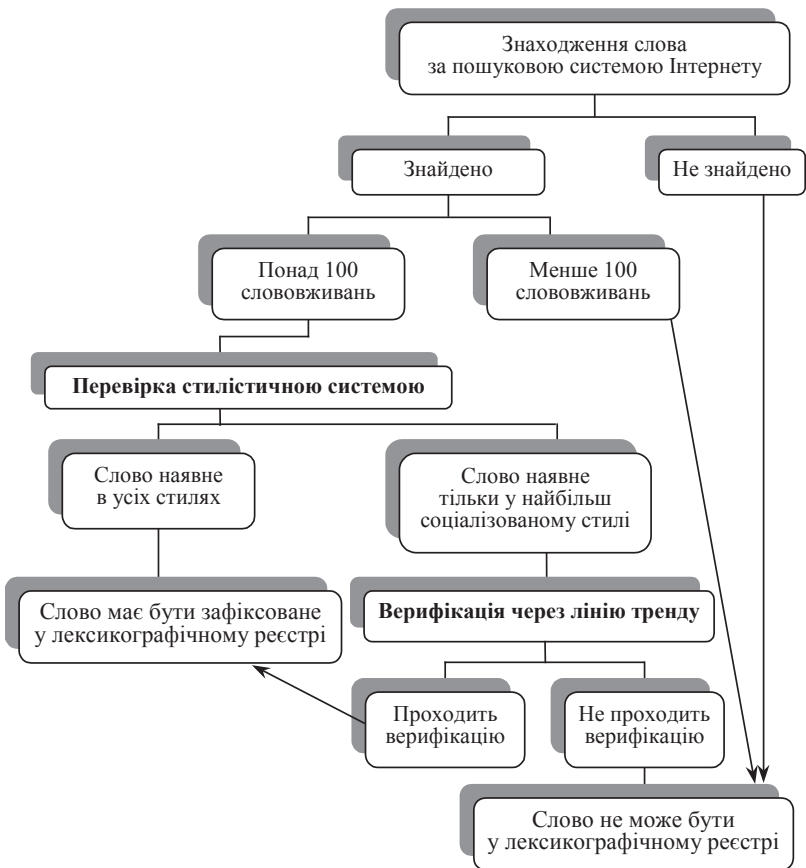 Знаходження слова
за пошуковою системою Інтернету
Знайдено
Не знайдено
Понад 100
слововживань
Менше 100
слововживань
Перевірка стилістичною системою
Слово наявне
в усіх стилях
Слово наявне
тільки у найбільш
соціалізованому стилі
Слово має бути зафіксоване
у лексикографічному реєстрі
Верифікація через лінію тренду
Проходить
верифікацію
Не проходить
верифікацію
Слово не може бути
у лексикографічному реєстрі